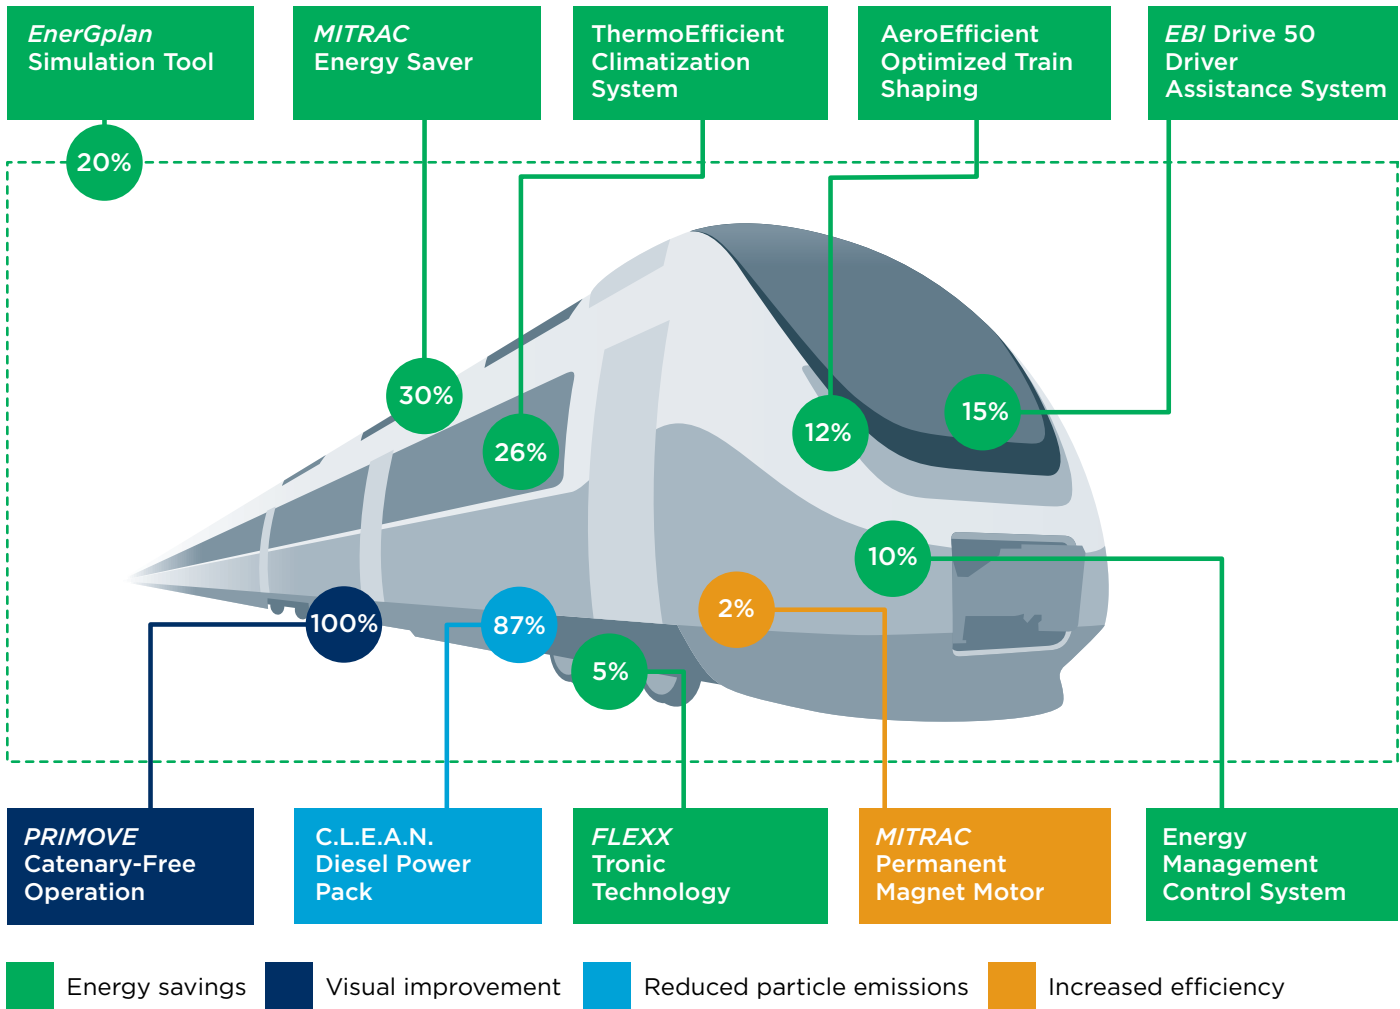 EnerGplan
Simulation Tool
MITRAC
Energy Saver
ThermoEfficient
Climatization
System
AeroEfficient
Optimized Train
Shaping
EBI Drive 50
Driver
Assistance System
20%
30%
26%
12%
15%
10%
100%
87%
5%
2%
PRIMOVE
Catenary-Free
Operation
C.L.E.A.N.
Diesel Power
Pack
FLEXX
Tronic
Technology
MITRAC
Permanent
Magnet Motor
Energy
Management
Control System
Energy savings
Visual improvement
Reduced particle emissions
Increased efficiency